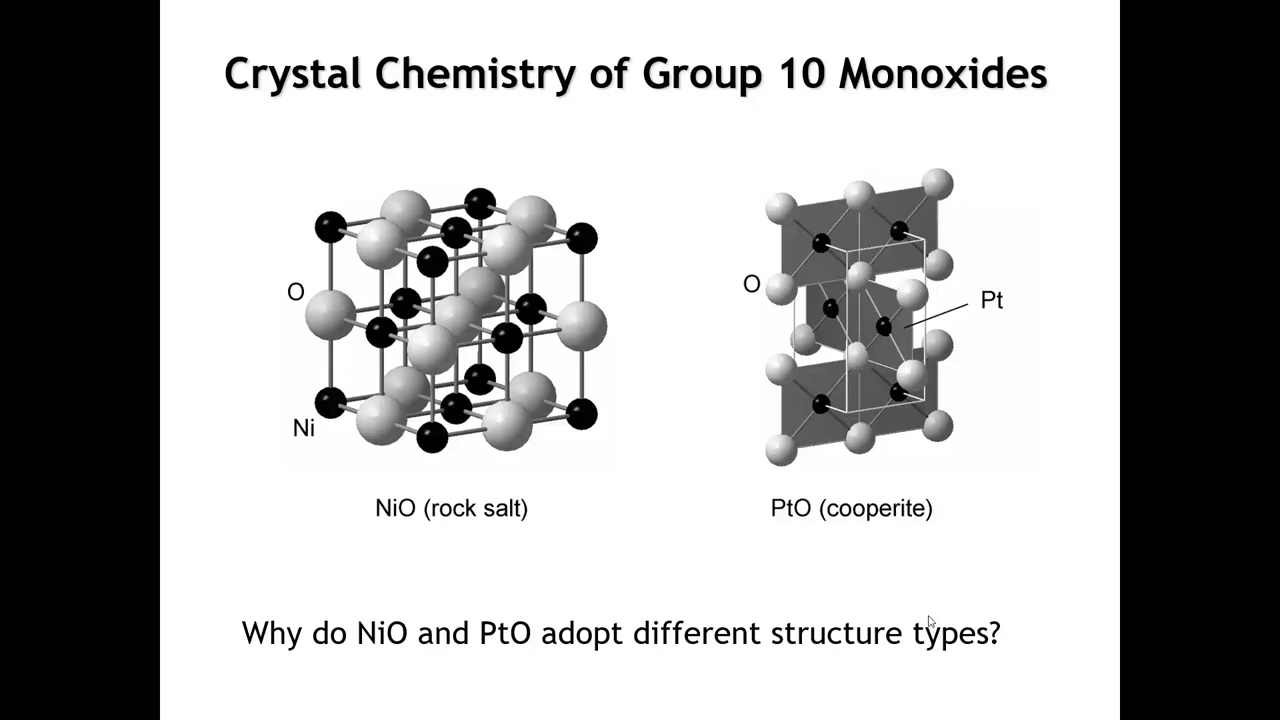 Crystal Chemistry of Group 10 Monoxides
O
Ni
NiO (rock salt)
O
Pt
PtO (cooperite)
Why do NiO and PtO adopt different structure types?